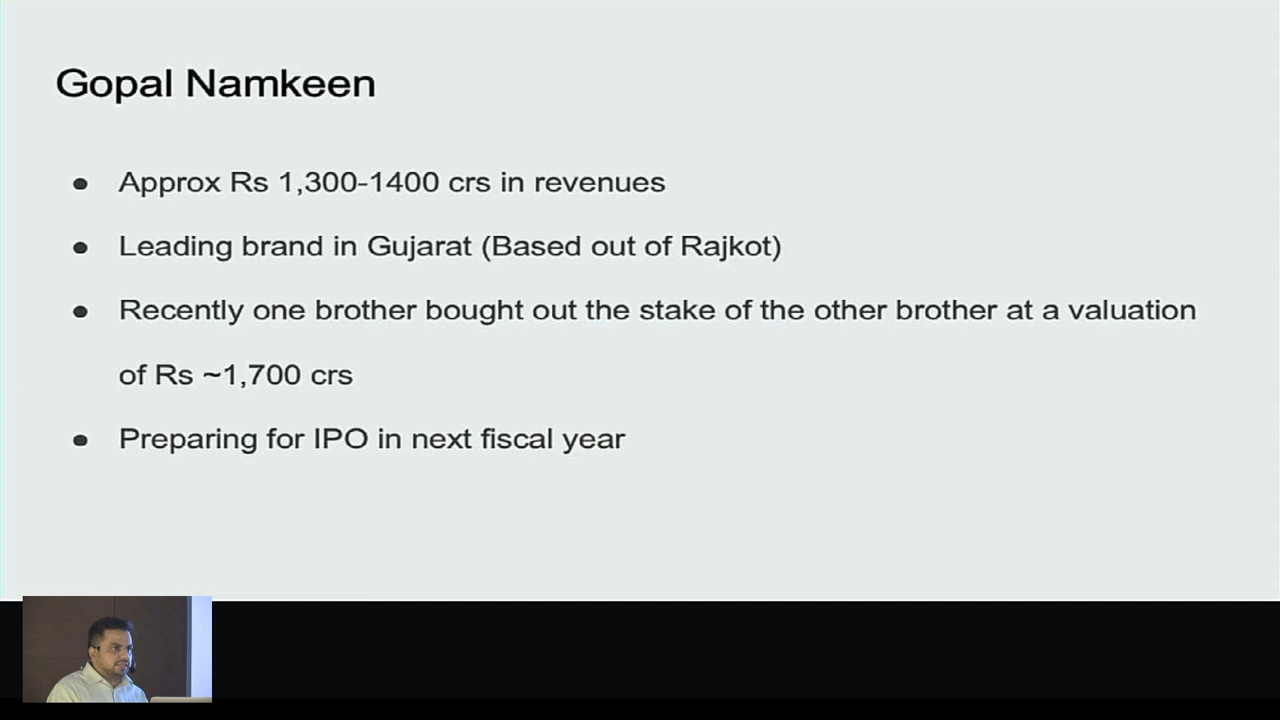 Gopal Namkeen
● Approx Rs 1,300-1400 crs in revenues
● Leading brand in Gujarat (Based out of Rajkot)
● Recently one brother bought out the stake of the other brother at a valuation
of Rs ~1,700 crs
● Preparing for IPO in next fiscal year